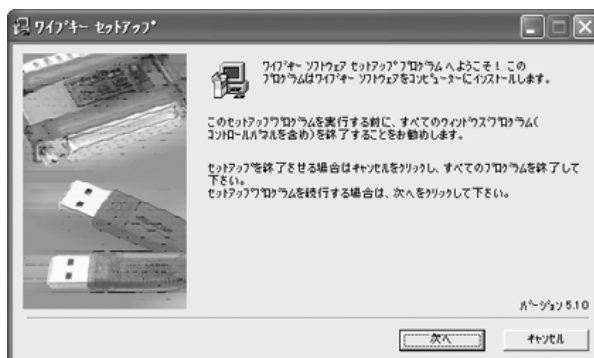 ﾜｲﾌﾞｷｰ ｾｯﾄｱｯﾌﾟ
ﾜｲﾌﾞｷｰ ｿﾌﾄｳｪｱ ｾｯﾄｱｯﾌﾟﾌﾟﾛｸﾞﾗﾑ へようこそ！ この
ﾌﾟﾛｸﾞﾗﾑはﾜｲﾌﾞｷｰ ｿﾌﾄｳｪｱをｺﾝﾋﾟｭｰﾀｰにｲﾝｽﾄｰﾙします。
このｾｯﾄｱｯﾌﾟﾌﾟﾛｸﾞﾗﾑを実行する前に、すべてのｳｨﾝﾄﾞｳｽﾞﾌﾟﾛｸﾞﾗﾑ(
ｺﾝﾄﾛｰﾙﾊﾟﾈﾙを含め)を終了することをお勧めします。
ｾｯﾄｱｯﾌﾟを終了させる場合はｷｬﾝｾﾙをｸﾘｯｸし、すべてのﾌﾟﾛｸﾞﾗﾑを終了して
下さい。
ｾｯﾄｱｯﾌﾟﾌﾟﾛｸﾞﾗﾑを続行する場合は、次へをｸﾘｯｸして下さい。
ﾊﾞｰｼﾞｮﾝ 5.10
次へ
ｷｬﾝｾﾙ